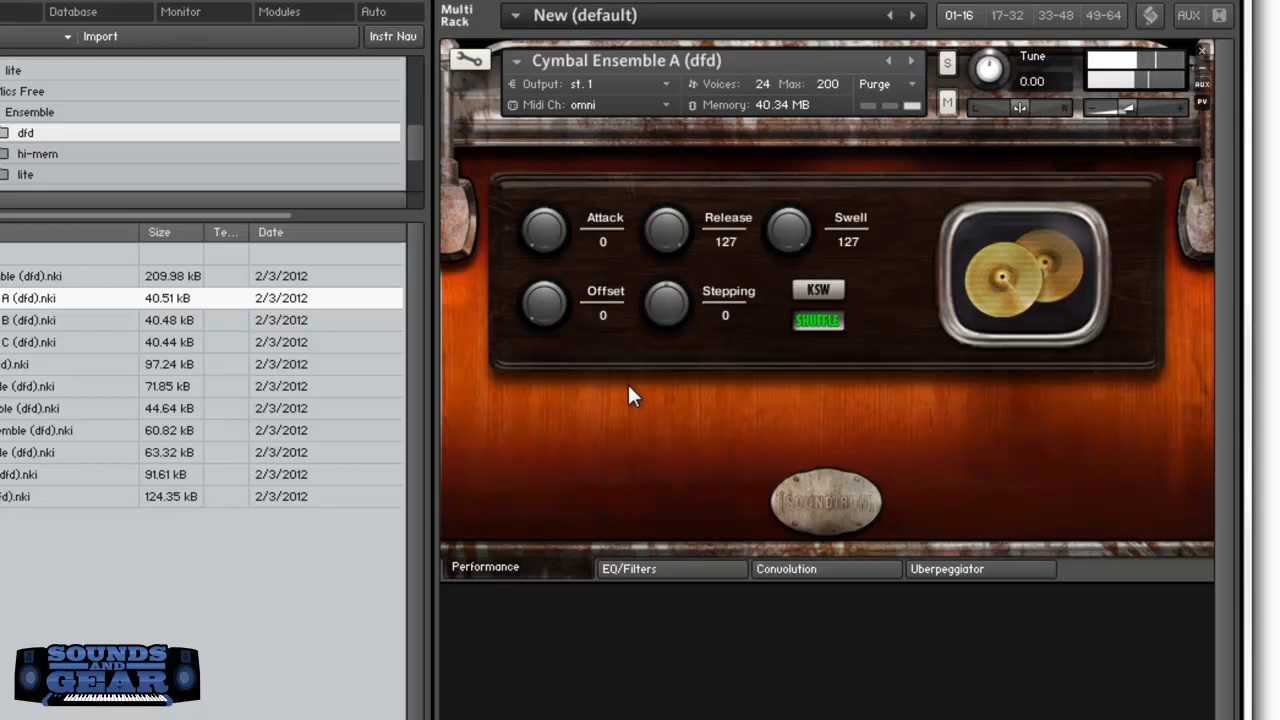 Database
Monitor
Modules
Auto
Import
Instr Nav
lite
Mics Free
Ensemble
dfd
hi-mem
lite
Size
Te...
Date
ble (dfd).nki 209.98 kB 2/3/2012
A (dfd).nki 40.51 kB 2/3/2012
B (dfd).nki 40.48 kB 2/3/2012
C (dfd).nki 40.44 kB 2/3/2012
d).nki 97.24 kB 2/3/2012
le (dfd).nki 71.85 kB 2/3/2012
ble (dfd).nki 44.64 kB 2/3/2012
emble (dfd).nki 60.82 kB 2/3/2012
le (dfd).nki 63.32 kB 2/3/2012
dfd).nki 91.61 kB 2/3/2012
fd).nki 124.35 kB 2/3/2012
SOUNDS
AND
GEAR
Multi
Rack
New (default)
01-16 17-32 33-48 49-64 AUX
Cymbal Ensemble A (dfd)
Output: st. 1 Voices: 24 Max: 200 Purge
Midi Ch: omni Memory: 40.34 MB
S
M
Tune
0.00
L R
- +
AUX
PV
Attack
0
Release
127
Swell
127
Offset
0
Stepping
0
KSW
SHUFFLE
SOUNDIRON
Performance
EQ/Filters
Convolution
Uberpeggiator